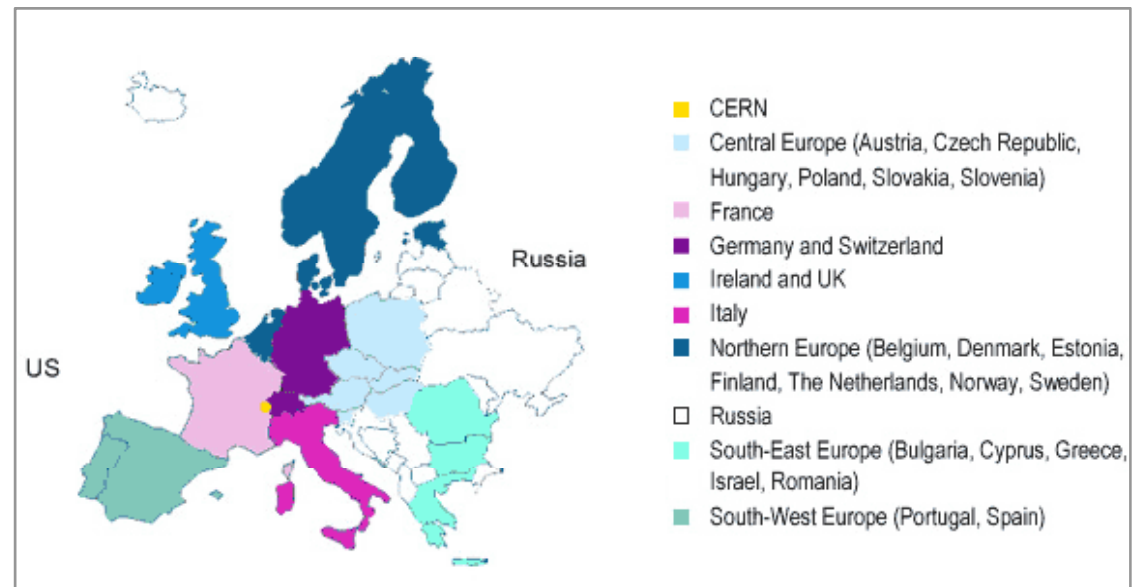 CERN
Central Europe (Austria, Czech Republic,
Hungary, Poland, Slovakia, Slovenia)
France
Germany and Switzerland
Russia
Ireland and UK
Italy
US
Northern Europe (Belgium, Denmark, Estonia,
Finland, The Netherlands, Norway, Sweden)
Russia
South-East Europe (Bulgaria, Cyprus, Greece,
Israel, Romania)
South-West Europe (Portugal, Spain)